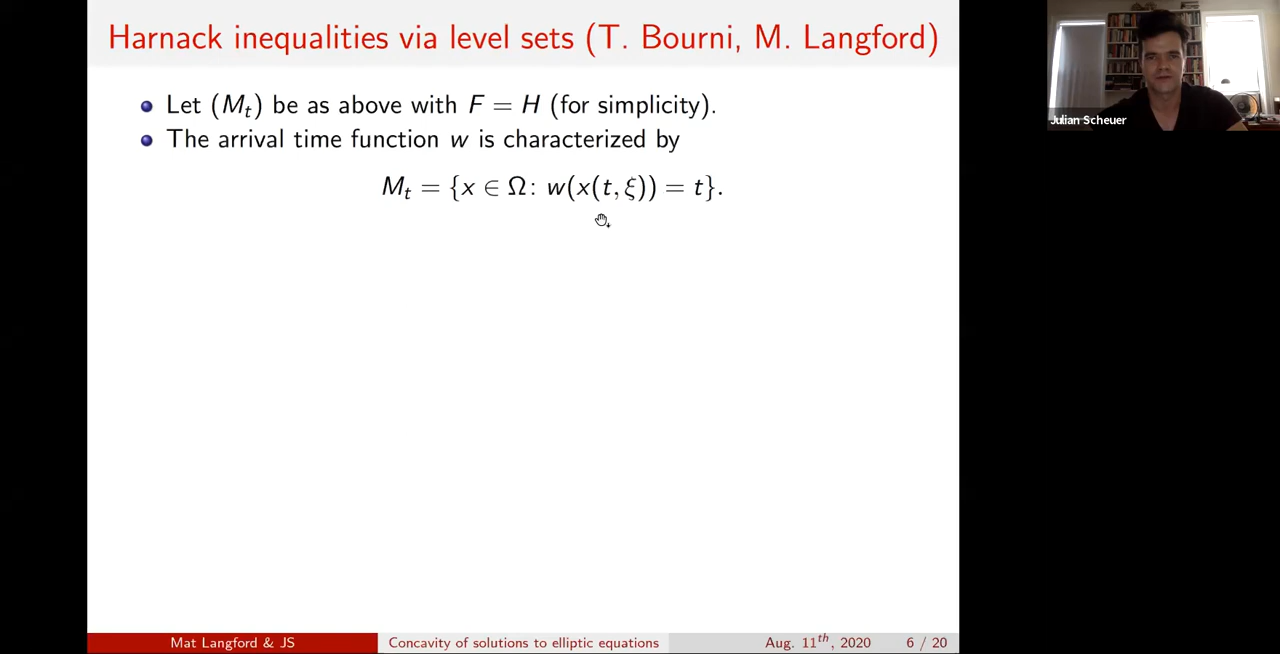 Harnack inequalities via level sets (T. Bourni, M. Langford)
Let (M_t) be as above with F = H (for simplicity).
The arrival time function w is characterized by
M_t = {x ∈ Ω: w(x(t, ξ)) = t}.
Julian Scheuer
Mat Langford & JS Concavity of solutions to elliptic equations Aug. 11th, 2020 6 / 20